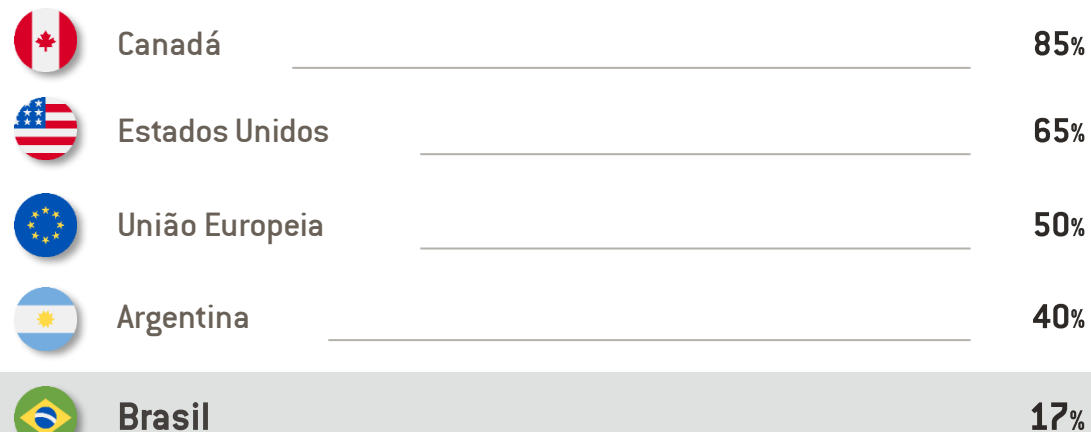 Canadá 85%
Estados Unidos 65%
União Europeia 50%
Argentina 40%
Brasil 17%